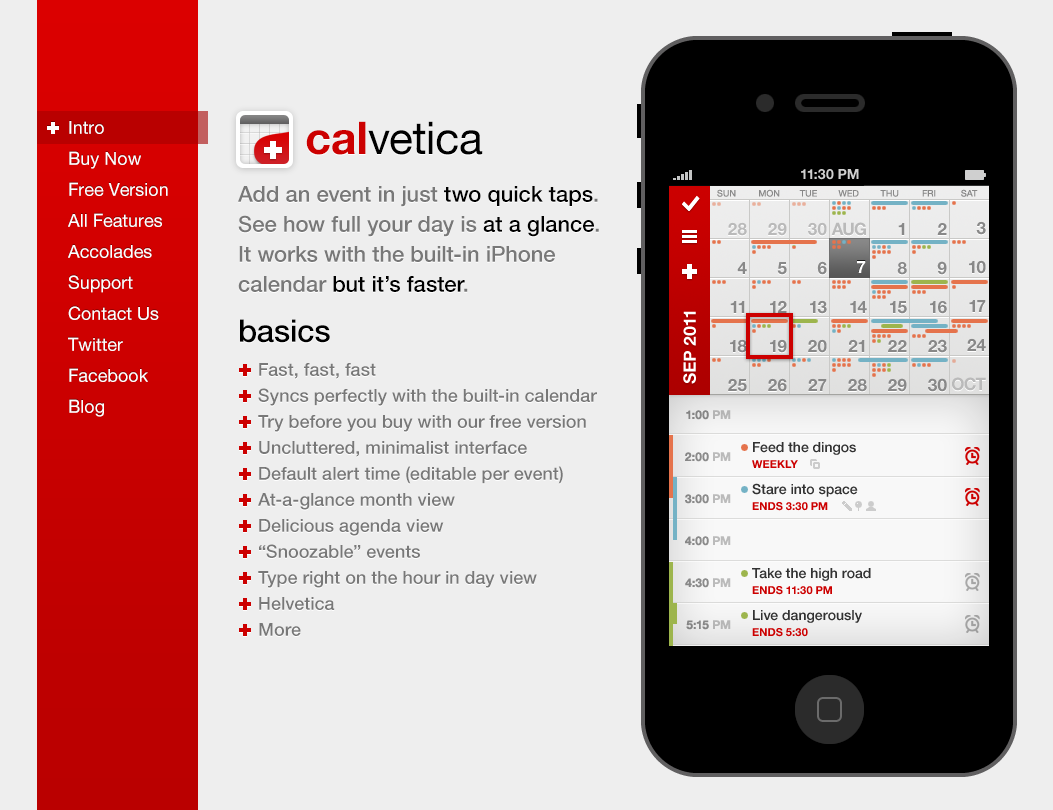 Intro
Buy Now
Free Version
All Features
Accolades
Support
Contact Us
Twitter
Facebook
Blog
calvetica
Add an event in just two quick taps.
See how full your day is at a glance.
It works with the built-in iPhone
calendar but it’s faster.
basics
Fast, fast, fast
Syncs perfectly with the built-in calendar
Try before you buy with our free version
Uncluttered, minimalist interface
Default alert time (editable per event)
At-a-glance month view
Delicious agenda view
“Snoozable” events
Type right on the hour in day view
Helvetica
More
11:30 PM
SUN MON TUE WED THU FRI SAT
28 29 30 AUG 1 2 3
4 5 6 7 8 9 10
11 12 13 14 15 16 17
18 19 20 21 22 23 24
25 26 27 28 29 30 OCT
SEP 2011
1:00 PM
2:00 PM Feed the dingos
WEEKLY
3:00 PM Stare into space
ENDS 3:30 PM
4:00 PM
4:30 PM Take the high road
ENDS 11:30 PM
5:15 PM Live dangerously
ENDS 5:30